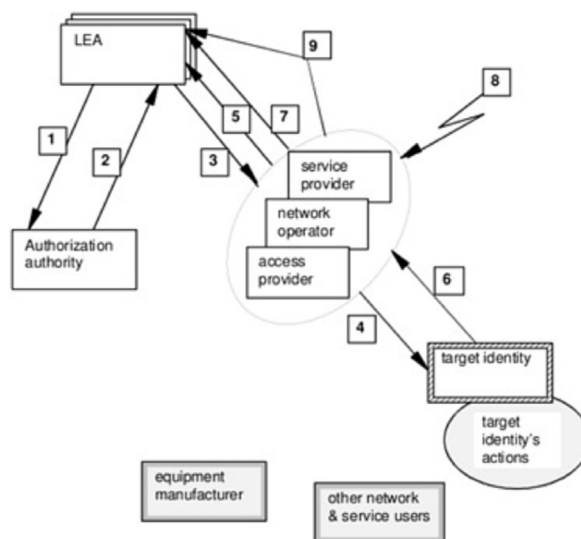 LEA
9
8
1
2
3
5
7
service
provider
network
operator
access
provider
Authorization
authority
6
4
target identity
target
identity's
actions
equipment
manufacturer
other network
& service users